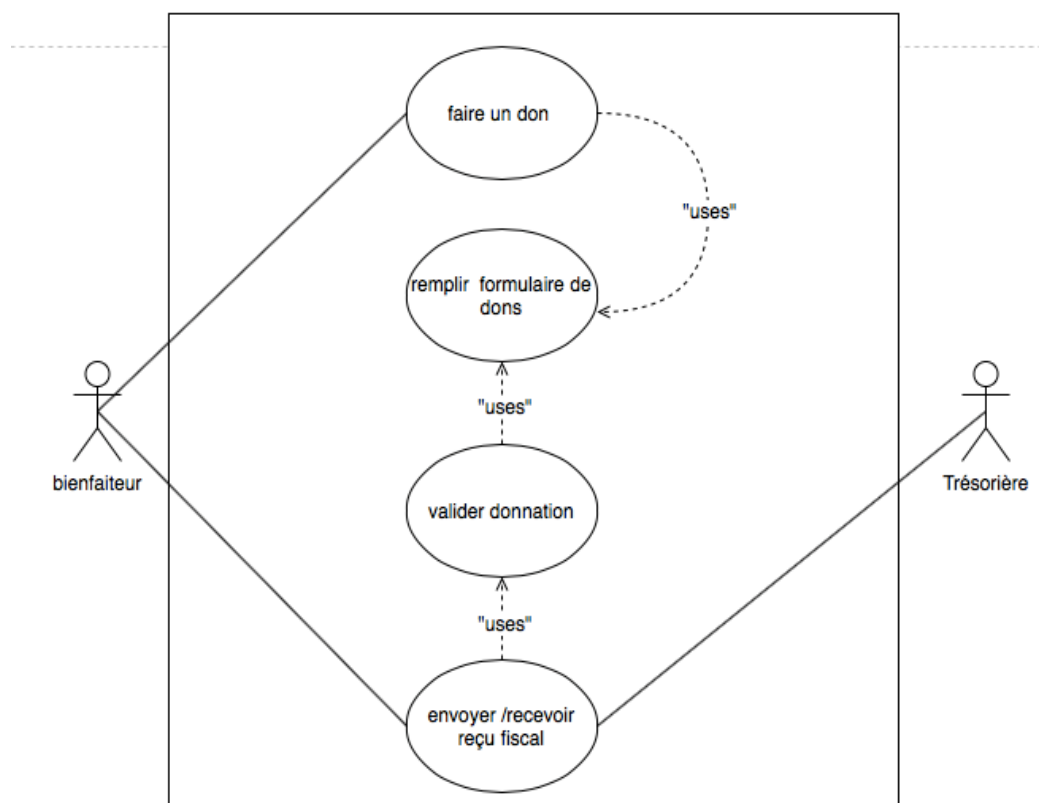 faire un don
"uses"
remplir  formulaire de
dons
"uses"
bienfaiteur
Trésorière
valider donnation
"uses"
envoyer /recevoir
reçu fiscal